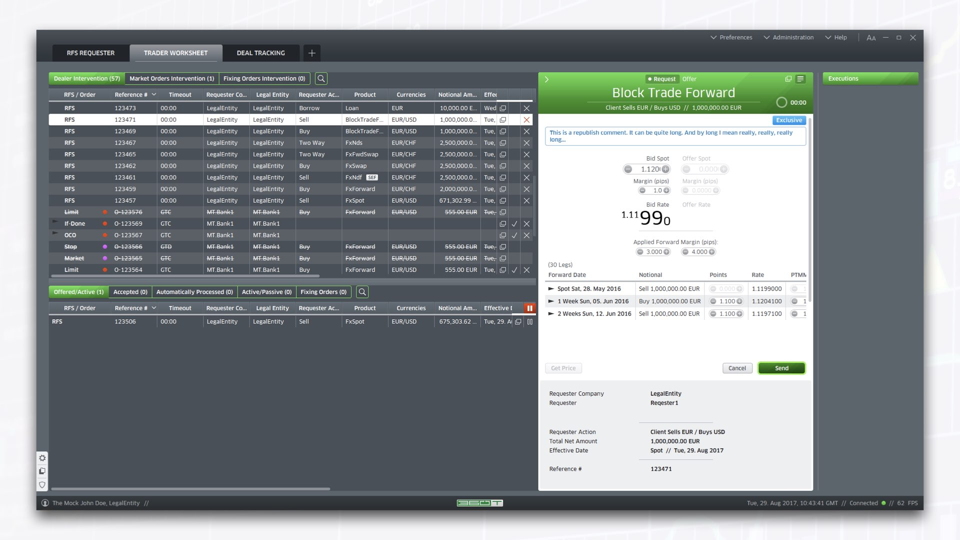 Preferences Administration Help AA
RFS REQUESTER TRADER WORKSHEET DEAL TRACKING +
Dealer Intervention (57) Market Orders Intervention (1) Fixing Orders Intervention (0)
RFS / Order Reference # Timeout Requester Co... Legal Entity Requester Ac... Product Currencies Notional Am... Effec
RFS 123473 00:00 LegalEntity LegalEntity Borrow Loan EUR 10,000.00 E... Wed
RFS 123471 00:00 LegalEntity LegalEntity Sell BlockTradeF... EUR/USD 1,000,000.0... Tue,
RFS 123469 00:00 LegalEntity LegalEntity Buy BlockTradeF... EUR/USD 1,000,000.0... Tue,
RFS 123467 00:00 LegalEntity LegalEntity Two Way FxNds EUR/CHF 2,500,000.0... Tue,
RFS 123465 00:00 LegalEntity LegalEntity Two Way FxFwdSwap EUR/CHF 2,500,000.0... Tue,
RFS 123462 00:00 LegalEntity LegalEntity Buy FxSwap EUR/CHF 2,500,000.0... Tue,
RFS 123461 00:00 LegalEntity LegalEntity Sell FxNdf SEF EUR/CHF 2,500,000.0... Tue,
RFS 123459 00:00 LegalEntity LegalEntity Buy FxForward EUR/CHF 2,000,000.0... Tue,
RFS 123457 00:00 LegalEntity LegalEntity Sell FxSpot EUR/USD 671,302.99 ... Tue,
Limit O-123576 GTC MT.Bank1 MT.Bank1 Buy FxForward EUR/USD 555.00 EUR Tue,
If-Done O-123569 GTC MT.Bank1 MT.Bank1
OCO O-123567 GTC MT.Bank1 MT.Bank1
Stop O-123566 GTD MT.Bank1 MT.Bank1 Buy FxForward EUR/USD 555.00 EUR Tue,
Market O-123565 GTC MT.Bank1 MT.Bank1 Buy FxForward EUR/USD 555.00 EUR Tue,
Limit O-123564 GTC MT.Bank1 MT.Bank1 Buy FxForward EUR/USD 555.00 EUR Tue,
Offered/Active (1) Accepted (0) Automatically Processed (0) Active/Passive (0) Fixing Orders (0)
RFS / Order Reference # Timeout Requester Co... Legal Entity Requester Ac... Product Currencies Notional Am... Effective
RFS 123506 00:00 LegalEntity LegalEntity Sell FxSpot EUR/USD 675,303.62 ... Tue, 29. A
Request Offer
Block Trade Forward
Client Sells EUR / Buys USD // 1,000,000.00 EUR
00:00
Exclusive
This is a republish comment. It can be quite long. And by long I mean really, really, really
long...
Bid Spot Offer Spot
1.120
Margin (pips) Margin (pips)
1.0
Bid Rate Offer Rate
1.11990
Applied Forward Margin (pips):
3.000 4.000
(30 Legs)
Forward Date Notional Points Rate PTMM
Spot Sat, 28. May 2016 Sell 1,000,000.00 EUR 1.1199000
1 Week Sun, 05. Jun 2016 Buy 1,000,000.00 EUR 1.100 1.1204100 1
2 Weeks Sun, 12. Jun 2016 Sell 1,000,000.00 EUR 1.100 1.1197100 1
Get Price Cancel Send
Requester Company LegalEntity
Requester Reqester1
Requester Action Client Sells EUR / Buys USD
Total Net Amount 1,000,000.00 EUR
Effective Date Spot // Tue, 29. Aug 2017
Reference # 123471
Executions
The Mock John Doe, LegalEntity //
Tue, 29. Aug 2017, 10:43:41 GMT // Connected // 62 FPS